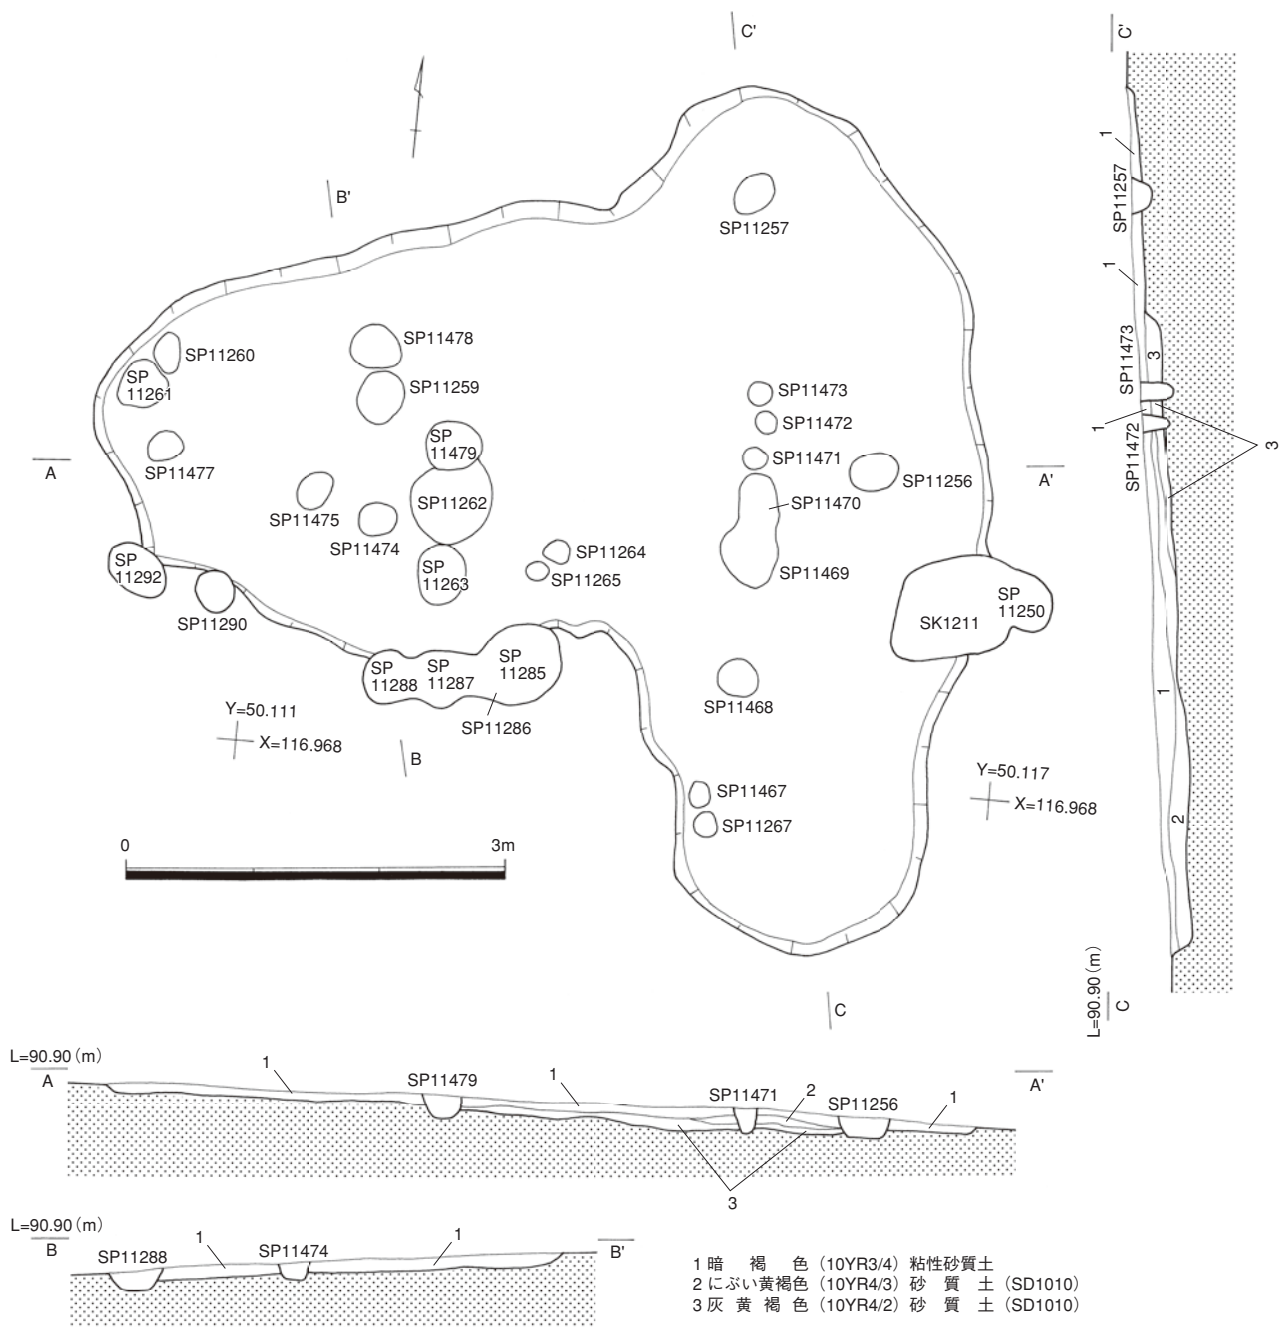 C'
B'
SP11257
SP11478
SP11260
SP
11261
SP11259
SP11473
SP
11479
SP11472
SP11477
SP11471
A
SP11256
A'
SP11262
SP11470
SP11475
SP11474
SP11264
SP
11292
SP
11263
SP11265
SP11469
SP
11250
SP11290
SK1211
SP
11285
SP
11288
SP
11287
SP11468
SP11286
Y=50.111
X=116.968
B
Y=50.117
X=116.968
SP11467
SP11267
0
3m
C
C'
1
SP11257
1
SP11473
3
1
SP11472
3
1
2
L=90.90(m)
C
L=90.90(m)
A
1
SP11479
1
SP11471
2
SP11256
1
A'
3
L=90.90(m)
B
SP11288
1
SP11474
1
B'
1 暗 褐 色 (10YR3/4) 粘性砂質土
2 にぶい黄褐色 (10YR4/3) 砂 質 土 (SD1010)
3 灰 黄 褐 色 (10YR4/2) 砂 質 土 (SD1010)